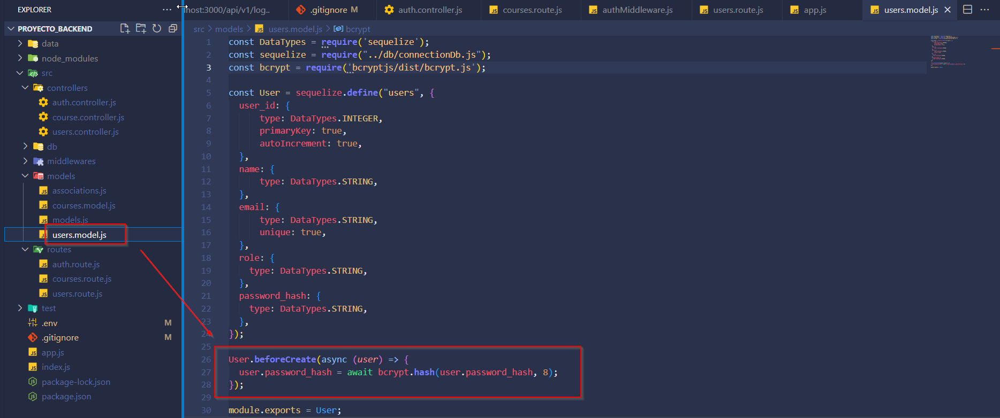 EXPLORER
PROYECTO_BACKEND
data
node_modules
src
controllers
auth.controller.js
course.controller.js
users.controller.js
db
middlewares
models
associations.js
courses.model.js
models.js
users.model.js
routes
auth.route.js
courses.route.js
users.route.js
test
.env M
.gitignore M
app.js
index.js
package-lock.json
package.json
lhost:3000/api/v1/log.. .gitignore M auth.controller.js courses.route.js authMiddleware.js users.route.js app.js users.model.js
src > models > users.model.js > bcrypt
1 const DataTypes = require('sequelize');
2 const sequelize = require("../db/connectionDb.js");
3 const bcrypt = require('bcryptjs/dist/bcrypt.js');
4
5 const User = sequelize.define("users", {
6 user_id: {
7 type: DataTypes.INTEGER,
8 primaryKey: true,
9 autoIncrement: true,
10 },
11 name: {
12 type: DataTypes.STRING,
13 },
14 email: {
15 type: DataTypes.STRING,
16 unique: true,
17 },
18 role: {
19 type: DataTypes.STRING,
20 },
21 password_hash: {
22 type: DataTypes.STRING,
23 },
24 });
25
26 User.beforeCreate(async (user) => {
27 user.password_hash = await bcrypt.hash(user.password_hash, 8);
28 });
29
30 module.exports = User;